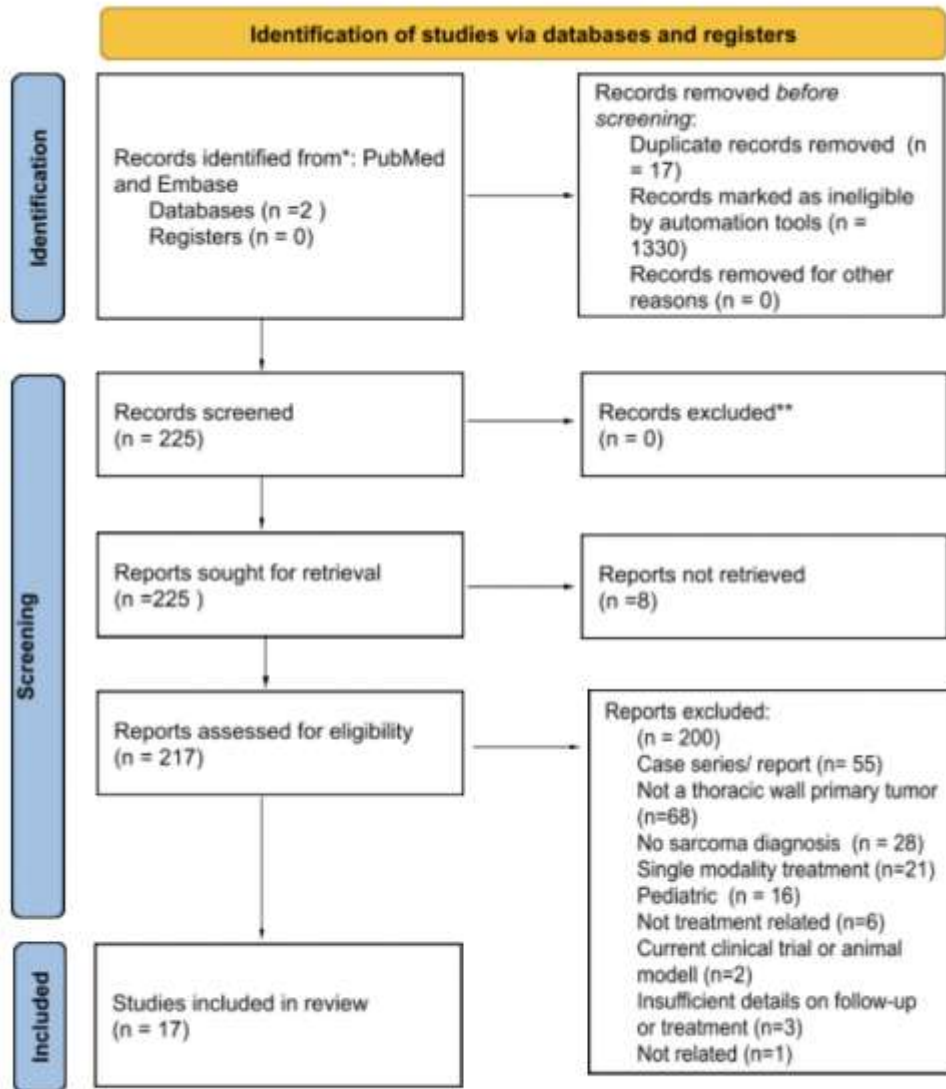 Identification of studies via databases and registers
Identification
Records identified from*: PubMed
and Embase
Databases (n =2 )
Registers (n = 0)
Records removed before
screening:
Duplicate records removed (n
= 17)
Records marked as ineligible
by automation tools (n =
1330)
Records removed for other
reasons (n = 0)
Screening
Records screened
(n = 225)
Records excluded**
(n = 0)
Reports sought for retrieval
(n =225 )
Reports not retrieved
(n =8)
Reports assessed for eligibility
(n = 217)
Reports excluded:
(n = 200)
Case series/ report (n= 55)
Not a thoracic wall primary tumor
(n=68)
No sarcoma diagnosis (n = 28)
Single modality treatment (n=21)
Pediatric (n = 16)
Not treatment related (n=6)
Current clinical trial or animal
modell (n=2)
Insufficient details on follow-up
or treatment (n=3)
Not related (n=1)
Included
Studies included in review
(n = 17)